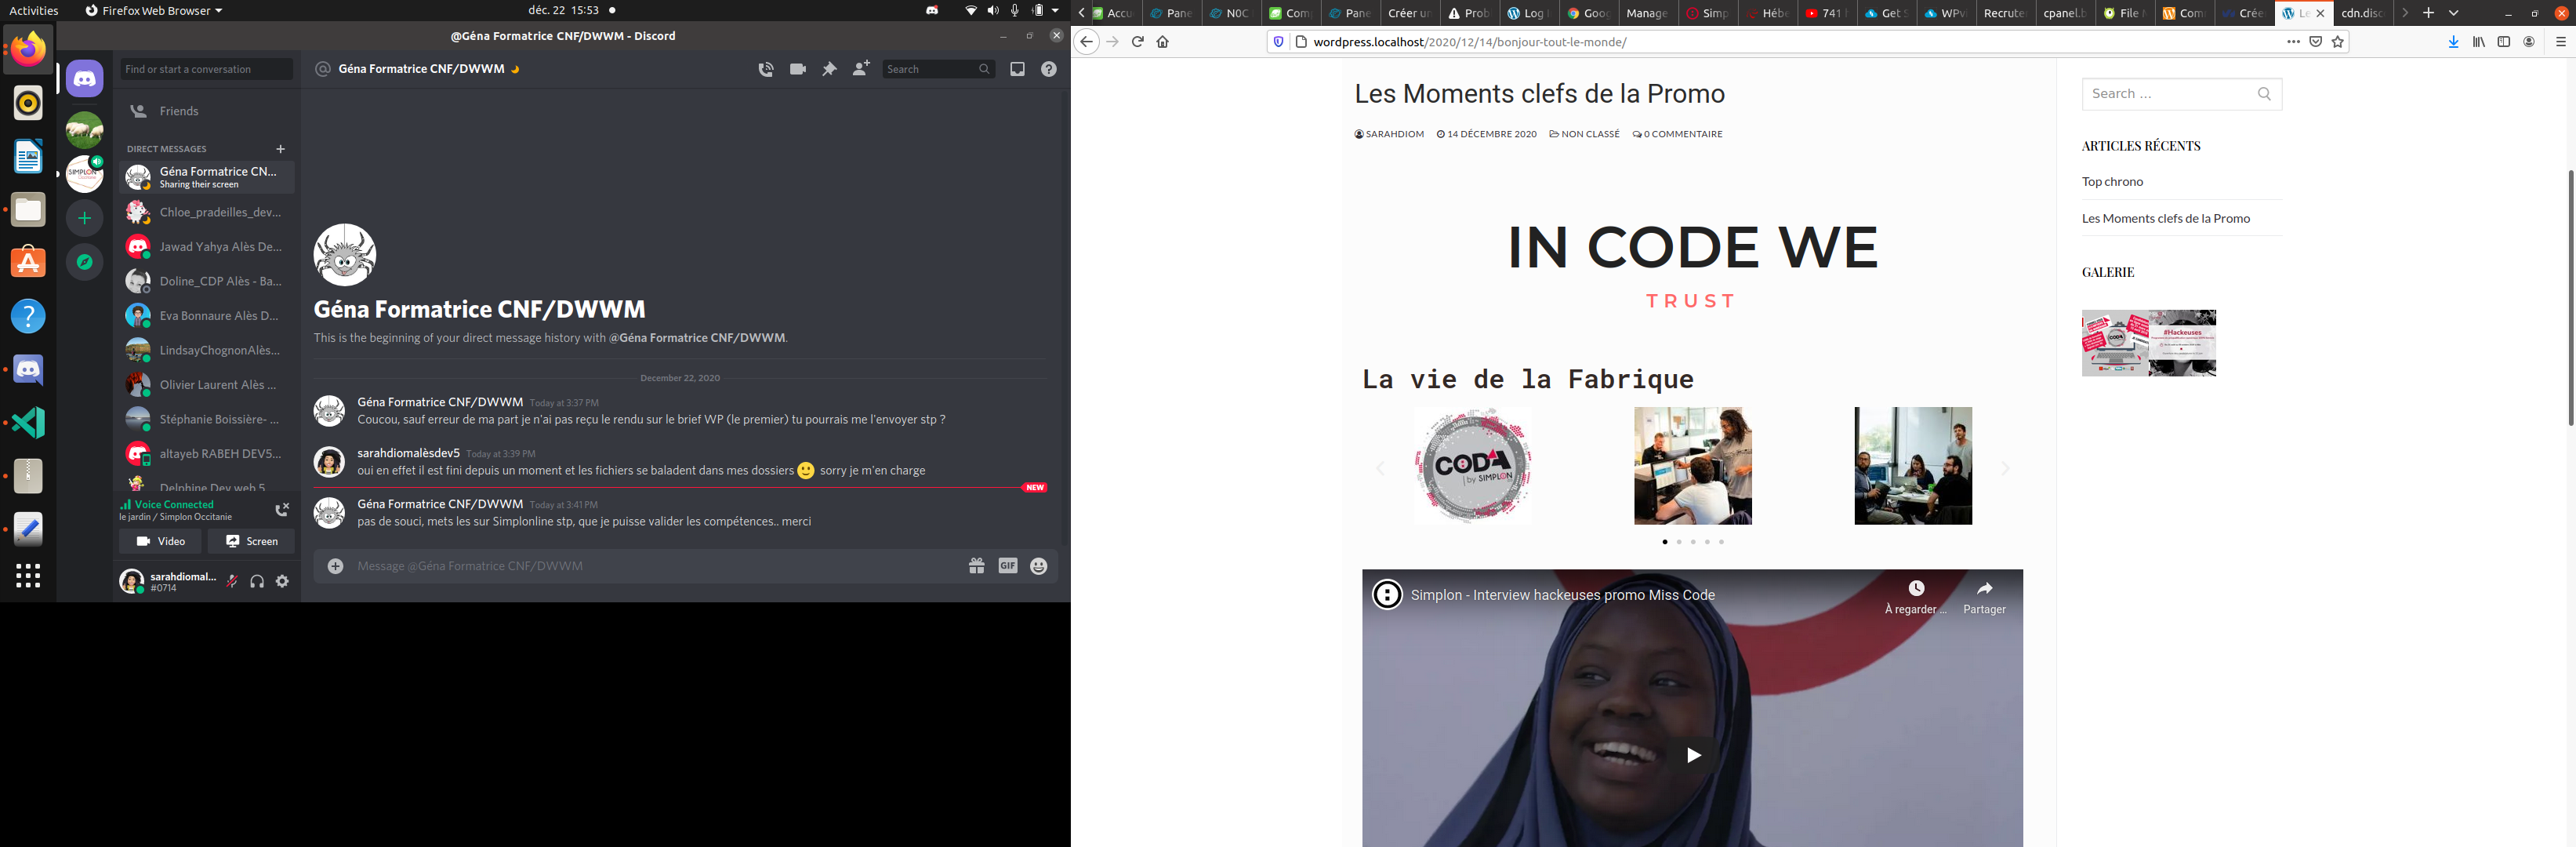 Activities
Firefox Web Browser
déc. 22 15:53
@Géna Formatrice CNF/DWWM - Discord
Find or start a conversation
Friends
DIRECT MESSAGES
Géna Formatrice CN...
Sharing their screen
Chloe_pradeilles_dev...
Jawad Yahya Alès De...
Doline_CDP Alès - Ba...
Eva Bonnaure Alès D...
LindsayChognonAlès...
Olivier Laurent Alès ...
Stéphanie Boissière- ...
altayeb RABEH DEV5...
Delphine Dev web 5
Voice Connected
le jardin / Simplon Occitanie
Video
Screen
sarahdiomal...
#0714
SIMPLON
Géna Formatrice CNF/DWWM
Search
Géna Formatrice CNF/DWWM
This is the beginning of your direct message history with @Géna Formatrice CNF/DWWM.
December 22, 2020
Géna Formatrice CNF/DWWM Today at 3:37 PM
Coucou, sauf erreur de ma part je n'ai pas reçu le rendu sur le brief WP (le premier) tu pourrais me l'envoyer stp ?
sarahdiomalèsdev5 Today at 3:39 PM
oui en effet il est fini depuis un moment et les fichiers se baladent dans mes dossiers 🙂 sorry je m'en charge
NEW
Géna Formatrice CNF/DWWM Today at 3:41 PM
pas de souci, mets les sur Simplonline stp, que je puisse valider les compétences.. merci
Message @Géna Formatrice CNF/DWWM
GIF
Accu
Pane
N0C
Com
Pane
Créer un
Prob
Log
Goog
Manage
Simp
Hébe
741
Get S
WPvi
Recrute
cpanel.b
File
Com
Crée
Le
cdn.disc
wordpress.localhost/2020/12/14/bonjour-tout-le-monde/
Les Moments clefs de la Promo
SARAHDIOM
14 DÉCEMBRE 2020
NON CLASSÉ
0 COMMENTAIRE
IN CODE WE
TRUST
La vie de la Fabrique
CODA
by SIMPLON
Simplon - Interview hackeuses promo Miss Code
À regarder ...
Partager
Search …
ARTICLES RÉCENTS
Top chrono
Les Moments clefs de la Promo
GALERIE
CODA
#Hackeuses